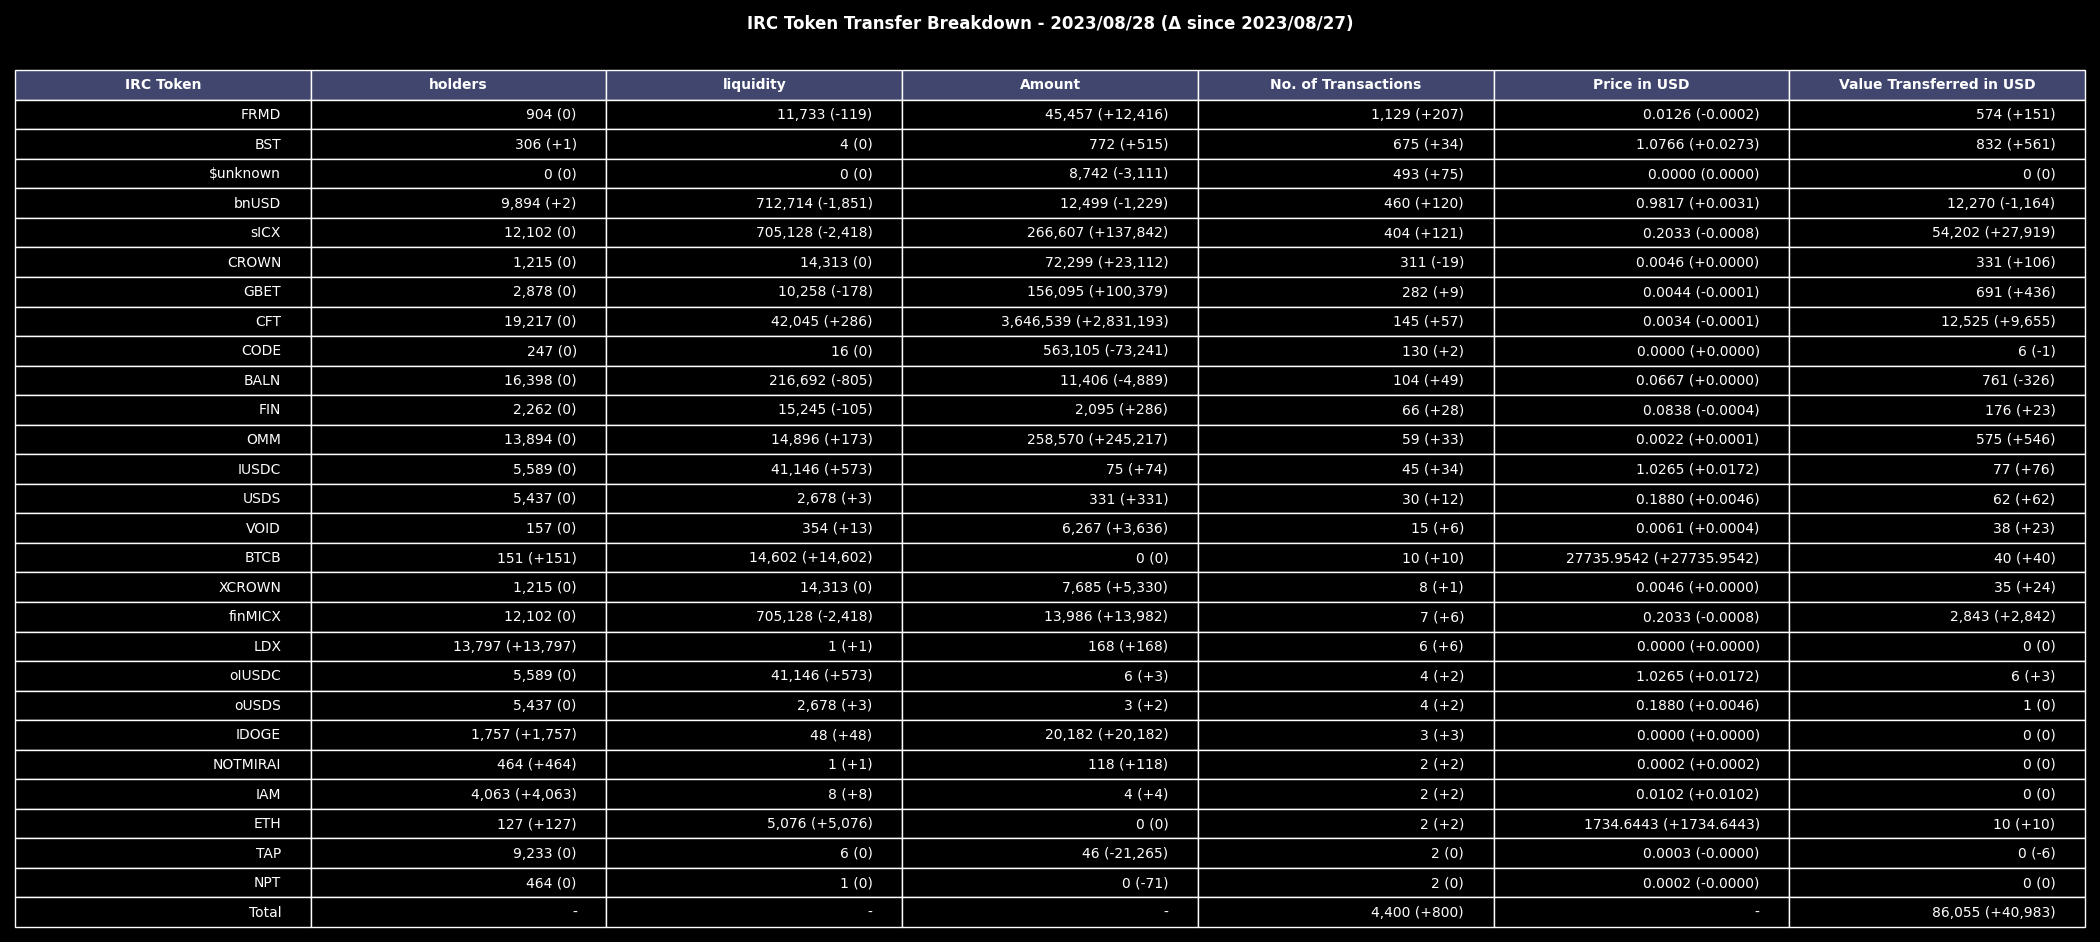 IRC Token Transfer Breakdown - 2023/08/28 (Δ since 2023/08/27)
IRC Token holders liquidity Amount No. of Transactions Price in USD Value Transferred in USD
FRMD 904 (0) 11,733 (-119) 45,457 (+12,416) 1,129 (+207) 0.0126 (-0.0002) 574 (+151)
BST 306 (+1) 4 (0) 772 (+515) 675 (+34) 1.0766 (+0.0273) 832 (+561)
$unknown 0 (0) 0 (0) 8,742 (-3,111) 493 (+75) 0.0000 (0.0000) 0 (0)
bnUSD 9,894 (+2) 712,714 (-1,851) 12,499 (-1,229) 460 (+120) 0.9817 (+0.0031) 12,270 (-1,164)
sICX 12,102 (0) 705,128 (-2,418) 266,607 (+137,842) 404 (+121) 0.2033 (-0.0008) 54,202 (+27,919)
CROWN 1,215 (0) 14,313 (0) 72,299 (+23,112) 311 (-19) 0.0046 (+0.0000) 331 (+106)
GBET 2,878 (0) 10,258 (-178) 156,095 (+100,379) 282 (+9) 0.0044 (-0.0001) 691 (+436)
CFT 19,217 (0) 42,045 (+286) 3,646,539 (+2,831,193) 145 (+57) 0.0034 (-0.0001) 12,525 (+9,655)
CODE 247 (0) 16 (0) 563,105 (-73,241) 130 (+2) 0.0000 (+0.0000) 6 (-1)
BALN 16,398 (0) 216,692 (-805) 11,406 (-4,889) 104 (+49) 0.0667 (+0.0000) 761 (-326)
FIN 2,262 (0) 15,245 (-105) 2,095 (+286) 66 (+28) 0.0838 (-0.0004) 176 (+23)
OMM 13,894 (0) 14,896 (+173) 258,570 (+245,217) 59 (+33) 0.0022 (+0.0001) 575 (+546)
IUSDC 5,589 (0) 41,146 (+573) 75 (+74) 45 (+34) 1.0265 (+0.0172) 77 (+76)
USDS 5,437 (0) 2,678 (+3) 331 (+331) 30 (+12) 0.1880 (+0.0046) 62 (+62)
VOID 157 (0) 354 (+13) 6,267 (+3,636) 15 (+6) 0.0061 (+0.0004) 38 (+23)
BTCB 151 (+151) 14,602 (+14,602) 0 (0) 10 (+10) 27735.9542 (+27735.9542) 40 (+40)
XCROWN 1,215 (0) 14,313 (0) 7,685 (+5,330) 8 (+1) 0.0046 (+0.0000) 35 (+24)
finMICX 12,102 (0) 705,128 (-2,418) 13,986 (+13,982) 7 (+6) 0.2033 (-0.0008) 2,843 (+2,842)
LDX 13,797 (+13,797) 1 (+1) 168 (+168) 6 (+6) 0.0000 (+0.0000) 0 (0)
oIUSDC 5,589 (0) 41,146 (+573) 6 (+3) 4 (+2) 1.0265 (+0.0172) 6 (+3)
oUSDS 5,437 (0) 2,678 (+3) 3 (+2) 4 (+2) 0.1880 (+0.0046) 1 (0)
IDOGE 1,757 (+1,757) 48 (+48) 20,182 (+20,182) 3 (+3) 0.0000 (+0.0000) 0 (0)
NOTMIRAI 464 (+464) 1 (+1) 118 (+118) 2 (+2) 0.0002 (+0.0002) 0 (0)
IAM 4,063 (+4,063) 8 (+8) 4 (+4) 2 (+2) 0.0102 (+0.0102) 0 (0)
ETH 127 (+127) 5,076 (+5,076) 0 (0) 2 (+2) 1734.6443 (+1734.6443) 10 (+10)
TAP 9,233 (0) 6 (0) 46 (-21,265) 2 (0) 0.0003 (-0.0000) 0 (-6)
NPT 464 (0) 1 (0) 0 (-71) 2 (0) 0.0002 (-0.0000) 0 (0)
Total - - - 4,400 (+800) - 86,055 (+40,983)